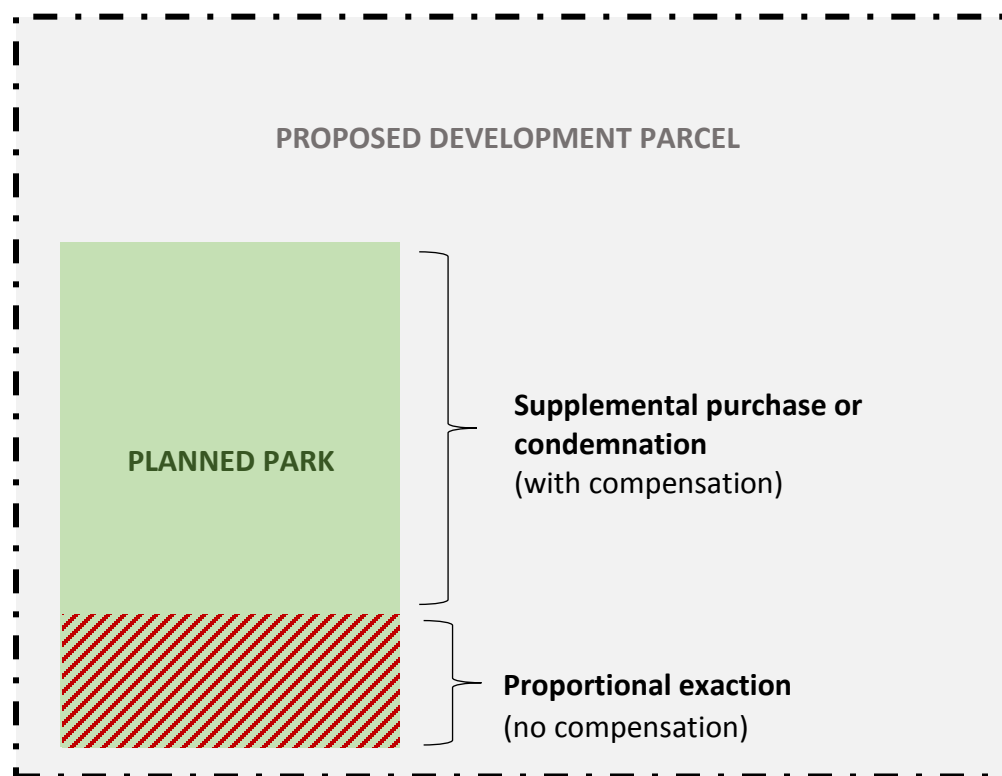 PROPOSED DEVELOPMENT PARCEL
Supplemental purchase or
condemnation
(with compensation)
PLANNED PARK
Proportional exaction
(no compensation)